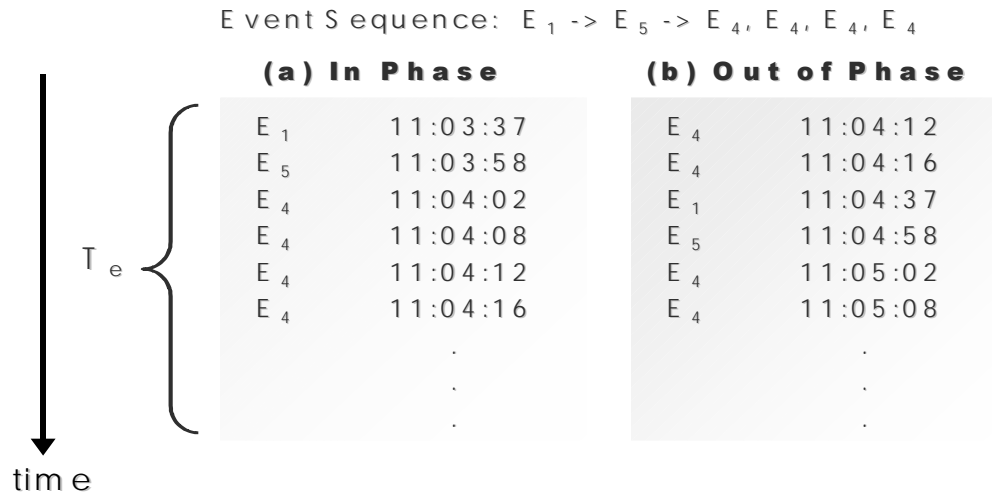 Event Sequence: E1 -> E5 -> E4, E4, E4, E4
(a) In Phase
E1 11:03:37
E5 11:03:58
E4 11:04:02
E4 11:04:08
E4 11:04:12
E4 11:04:16
.
.
.
(b) Out of Phase
E4 11:04:12
E4 11:04:16
E1 11:04:37
E5 11:04:58
E4 11:05:02
E4 11:05:08
.
.
.
Te
time